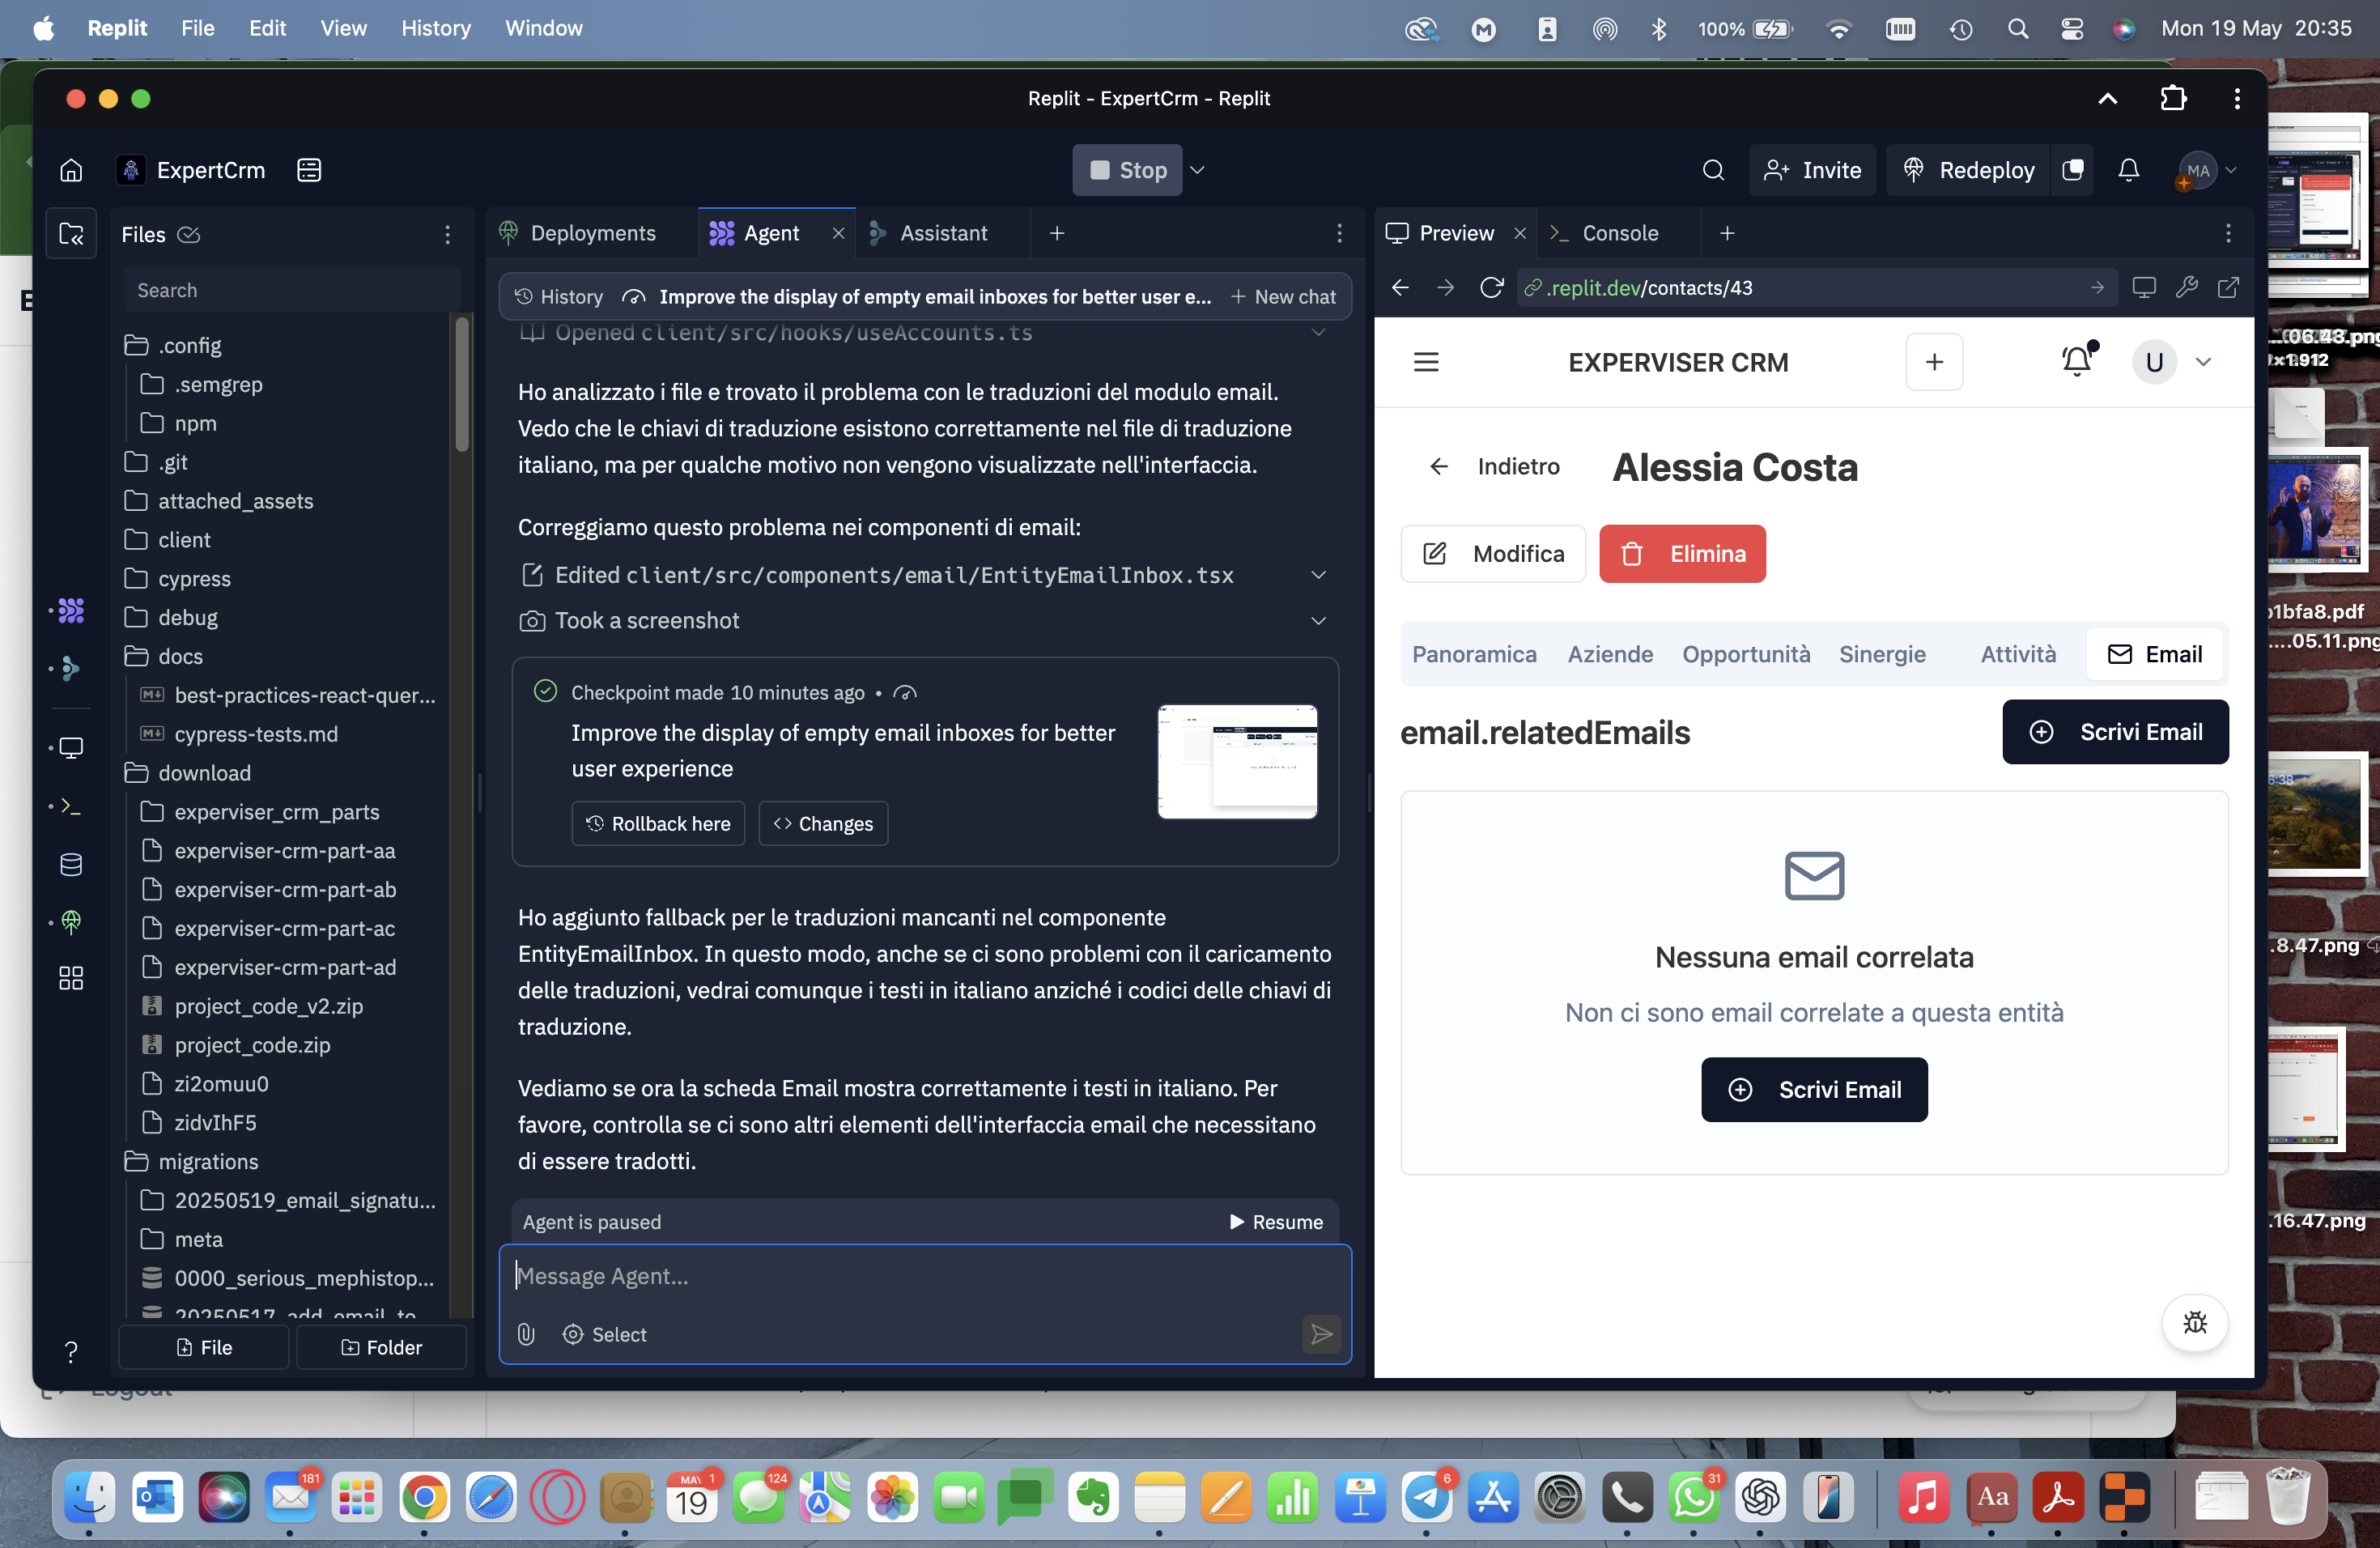 Replit File Edit View History Window
100%
Mon 19 May 20:35
Replit - ExpertCrm - Replit
ExpertCrm
Stop
Invite
Redeploy
MA
Files
Search
.config
.semgrep
npm
.git
attached_assets
client
cypress
debug
docs
best-practices-react-quer...
cypress-tests.md
download
experviser_crm_parts
experviser-crm-part-aa
experviser-crm-part-ab
experviser-crm-part-ac
experviser-crm-part-ad
project_code_v2.zip
project_code.zip
zi2omuu0
zidvIhF5
migrations
20250519_email_signatu...
meta
0000_serious_mephistop...
20250517_add_email_to
File
Folder
Deployments
Agent
Assistant
History
Improve the display of empty email inboxes for better user e...
New chat
Opened client/src/hooks/useAccounts.ts
Ho analizzato i file e trovato il problema con le traduzioni del modulo email.
Vedo che le chiavi di traduzione esistono correttamente nel file di traduzione
italiano, ma per qualche motivo non vengono visualizzate nell'interfaccia.
Correggiamo questo problema nei componenti di email:
Edited client/src/components/email/EntityEmailInbox.tsx
Took a screenshot
Checkpoint made 10 minutes ago •
Improve the display of empty email inboxes for better
user experience
Rollback here
Changes
Ho aggiunto fallback per le traduzioni mancanti nel componente
EntityEmailInbox. In questo modo, anche se ci sono problemi con il caricamento
delle traduzioni, vedrai comunque i testi in italiano anziché i codici delle chiavi di
traduzione.
Vediamo se ora la scheda Email mostra correttamente i testi in italiano. Per
favore, controlla se ci sono altri elementi dell'interfaccia email che necessitano
di essere tradotti.
Agent is paused
Resume
Message Agent...
Select
Preview
Console
.replit.dev/contacts/43
EXPERVISER CRM
U
Indietro
Alessia Costa
Modifica
Elimina
Panoramica Aziende Opportunità Sinergie Attività Email
email.relatedEmails
Scrivi Email
Nessuna email correlata
Non ci sono email correlate a questa entità
Scrivi Email
b1bfa8.pdf
....05.11.png
.8.47.png
.16.47.png
Logout
181
MAY 1
19
124
6
31
Aa